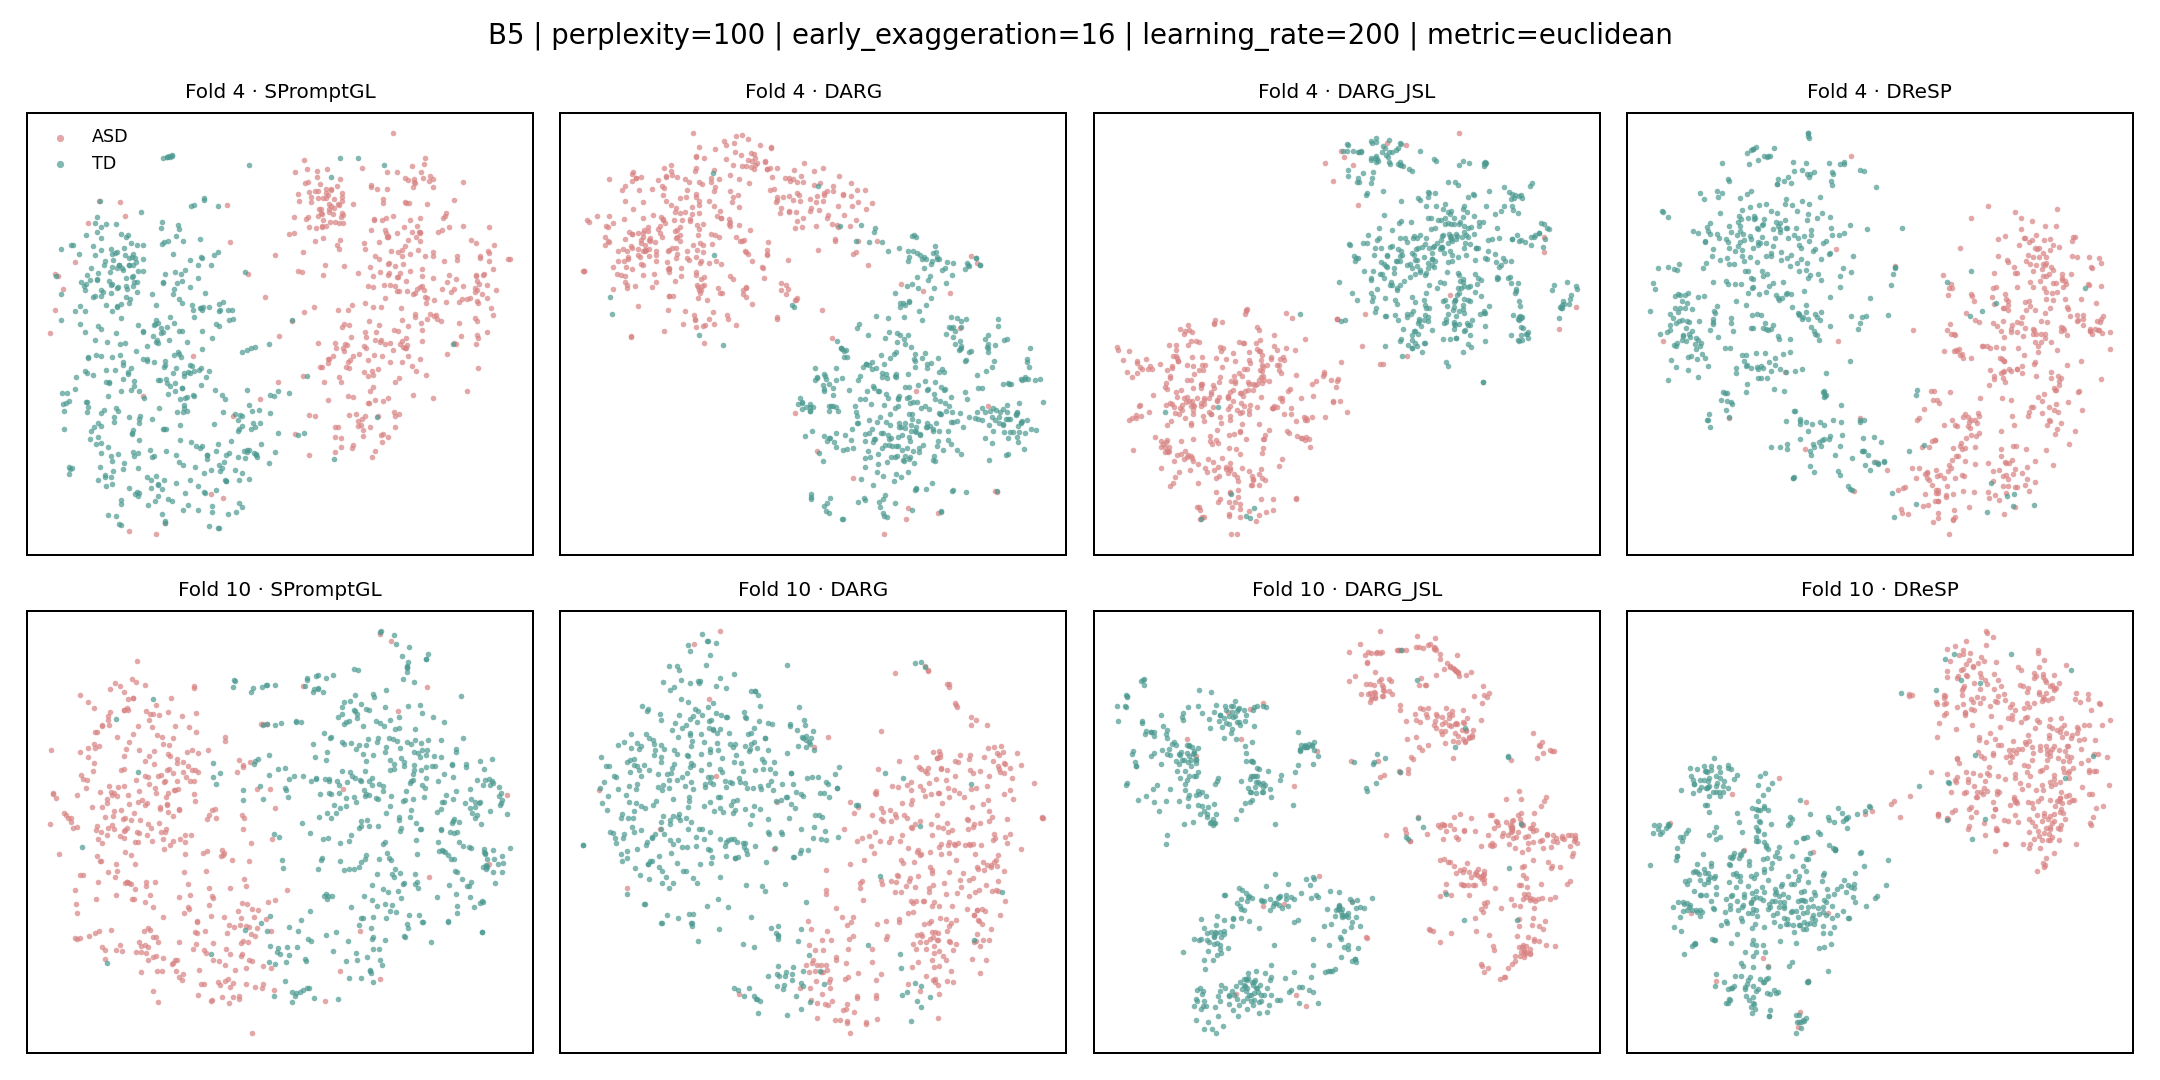 B5 | perplexity=100 | early_exaggeration=16 | learning_rate=200 | metric=euclidean
Fold 4 · SPromptGL
Fold 4 · DARG
Fold 4 · DARG_JSL
Fold 4 · DReSP
ASD
TD
Fold 10 · SPromptGL
Fold 10 · DARG
Fold 10 · DARG_JSL
Fold 10 · DReSP